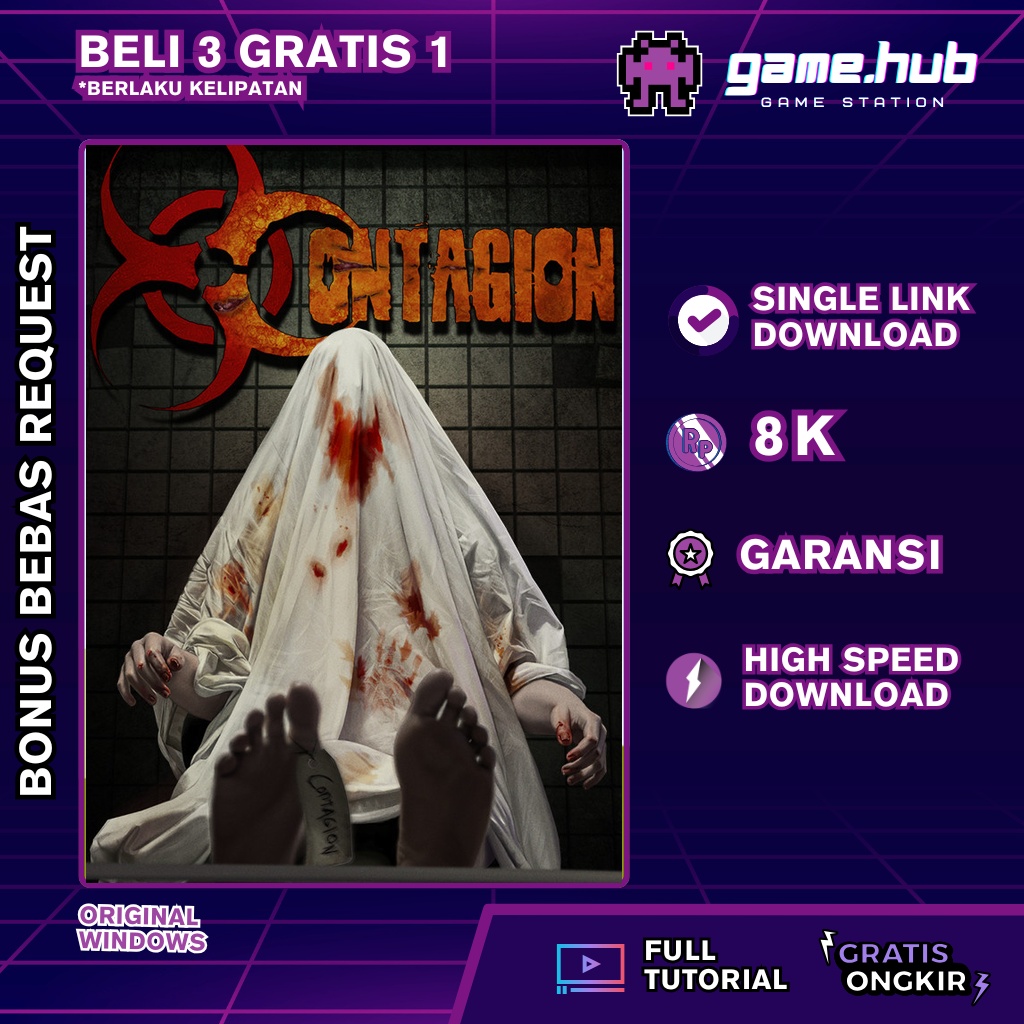 BELI 3 GRATIS 1
*BERLAKU KELIPATAN
game.hub
GAME STATION
BONUS BEBAS REQUEST
CONTAGION
CONTAGION
SINGLE LINK
DOWNLOAD
Rp
8K
GARANSI
HIGH SPEED
DOWNLOAD
ORIGINAL
WINDOWS
FULL
TUTORIAL
GRATIS
ONGKIR